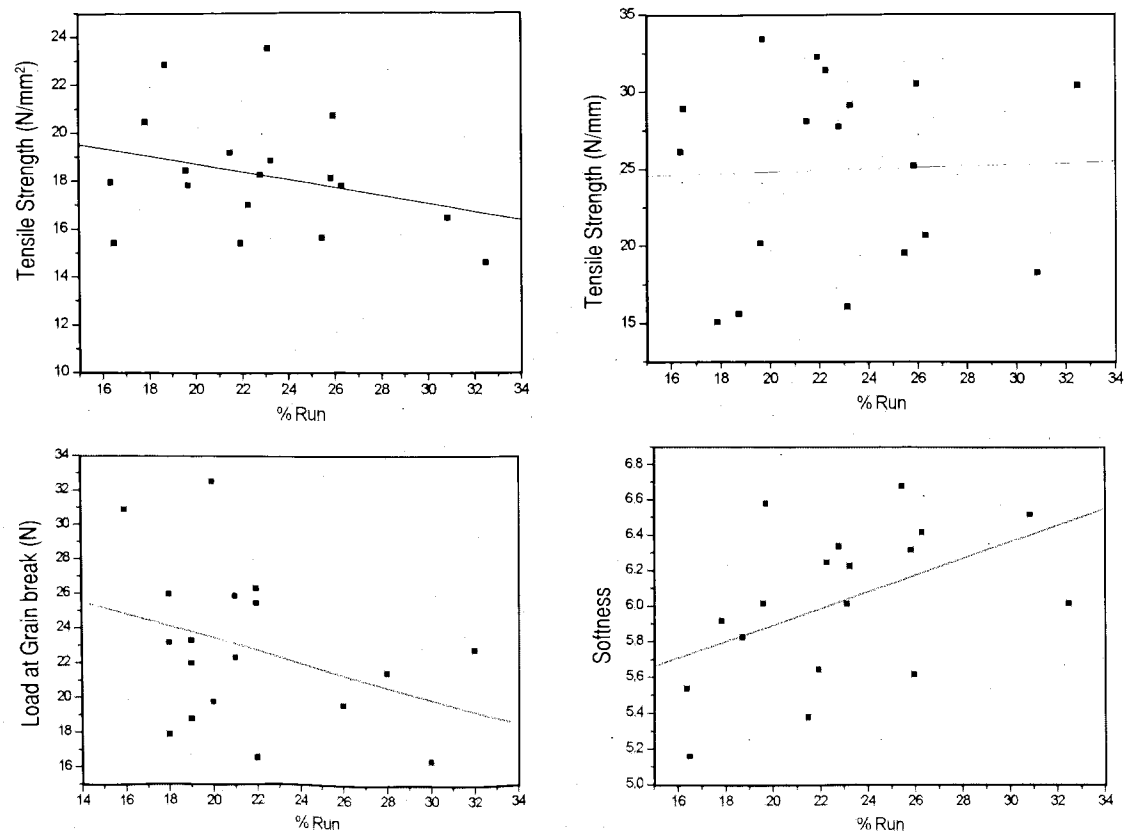 Tensile Strength (N/mm²)
24
22
20
18
16
14
12
10
16 18 20 22 24 26 28 30 32 34
% Run
Tensile Strength (N/mm)
35
30
25
20
15
16 18 20 22 24 26 28 30 32 34
% Run
Load at Grain break (N)
34
32
30
28
26
24
22
20
18
16
14 16 18 20 22 24 26 28 30 32 34
% Run
Softness
6.8
6.6
6.4
6.2
6.0
5.8
5.6
5.4
5.2
5.0
16 18 20 22 24 26 28 30 32 34
% Run